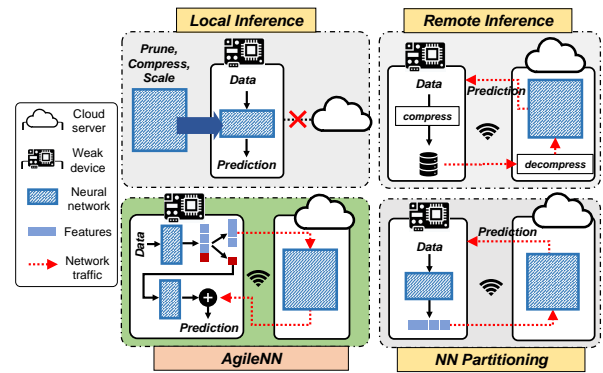 Local Inference
Prune,
Compress,
Scale
Data
Prediction
Remote Inference
Data
compress
Prediction
decompress
Cloud
server
Weak
device
Neural
network
Features
Network
traffic
Data
Prediction
AgileNN
Data
Prediction
NN Partitioning